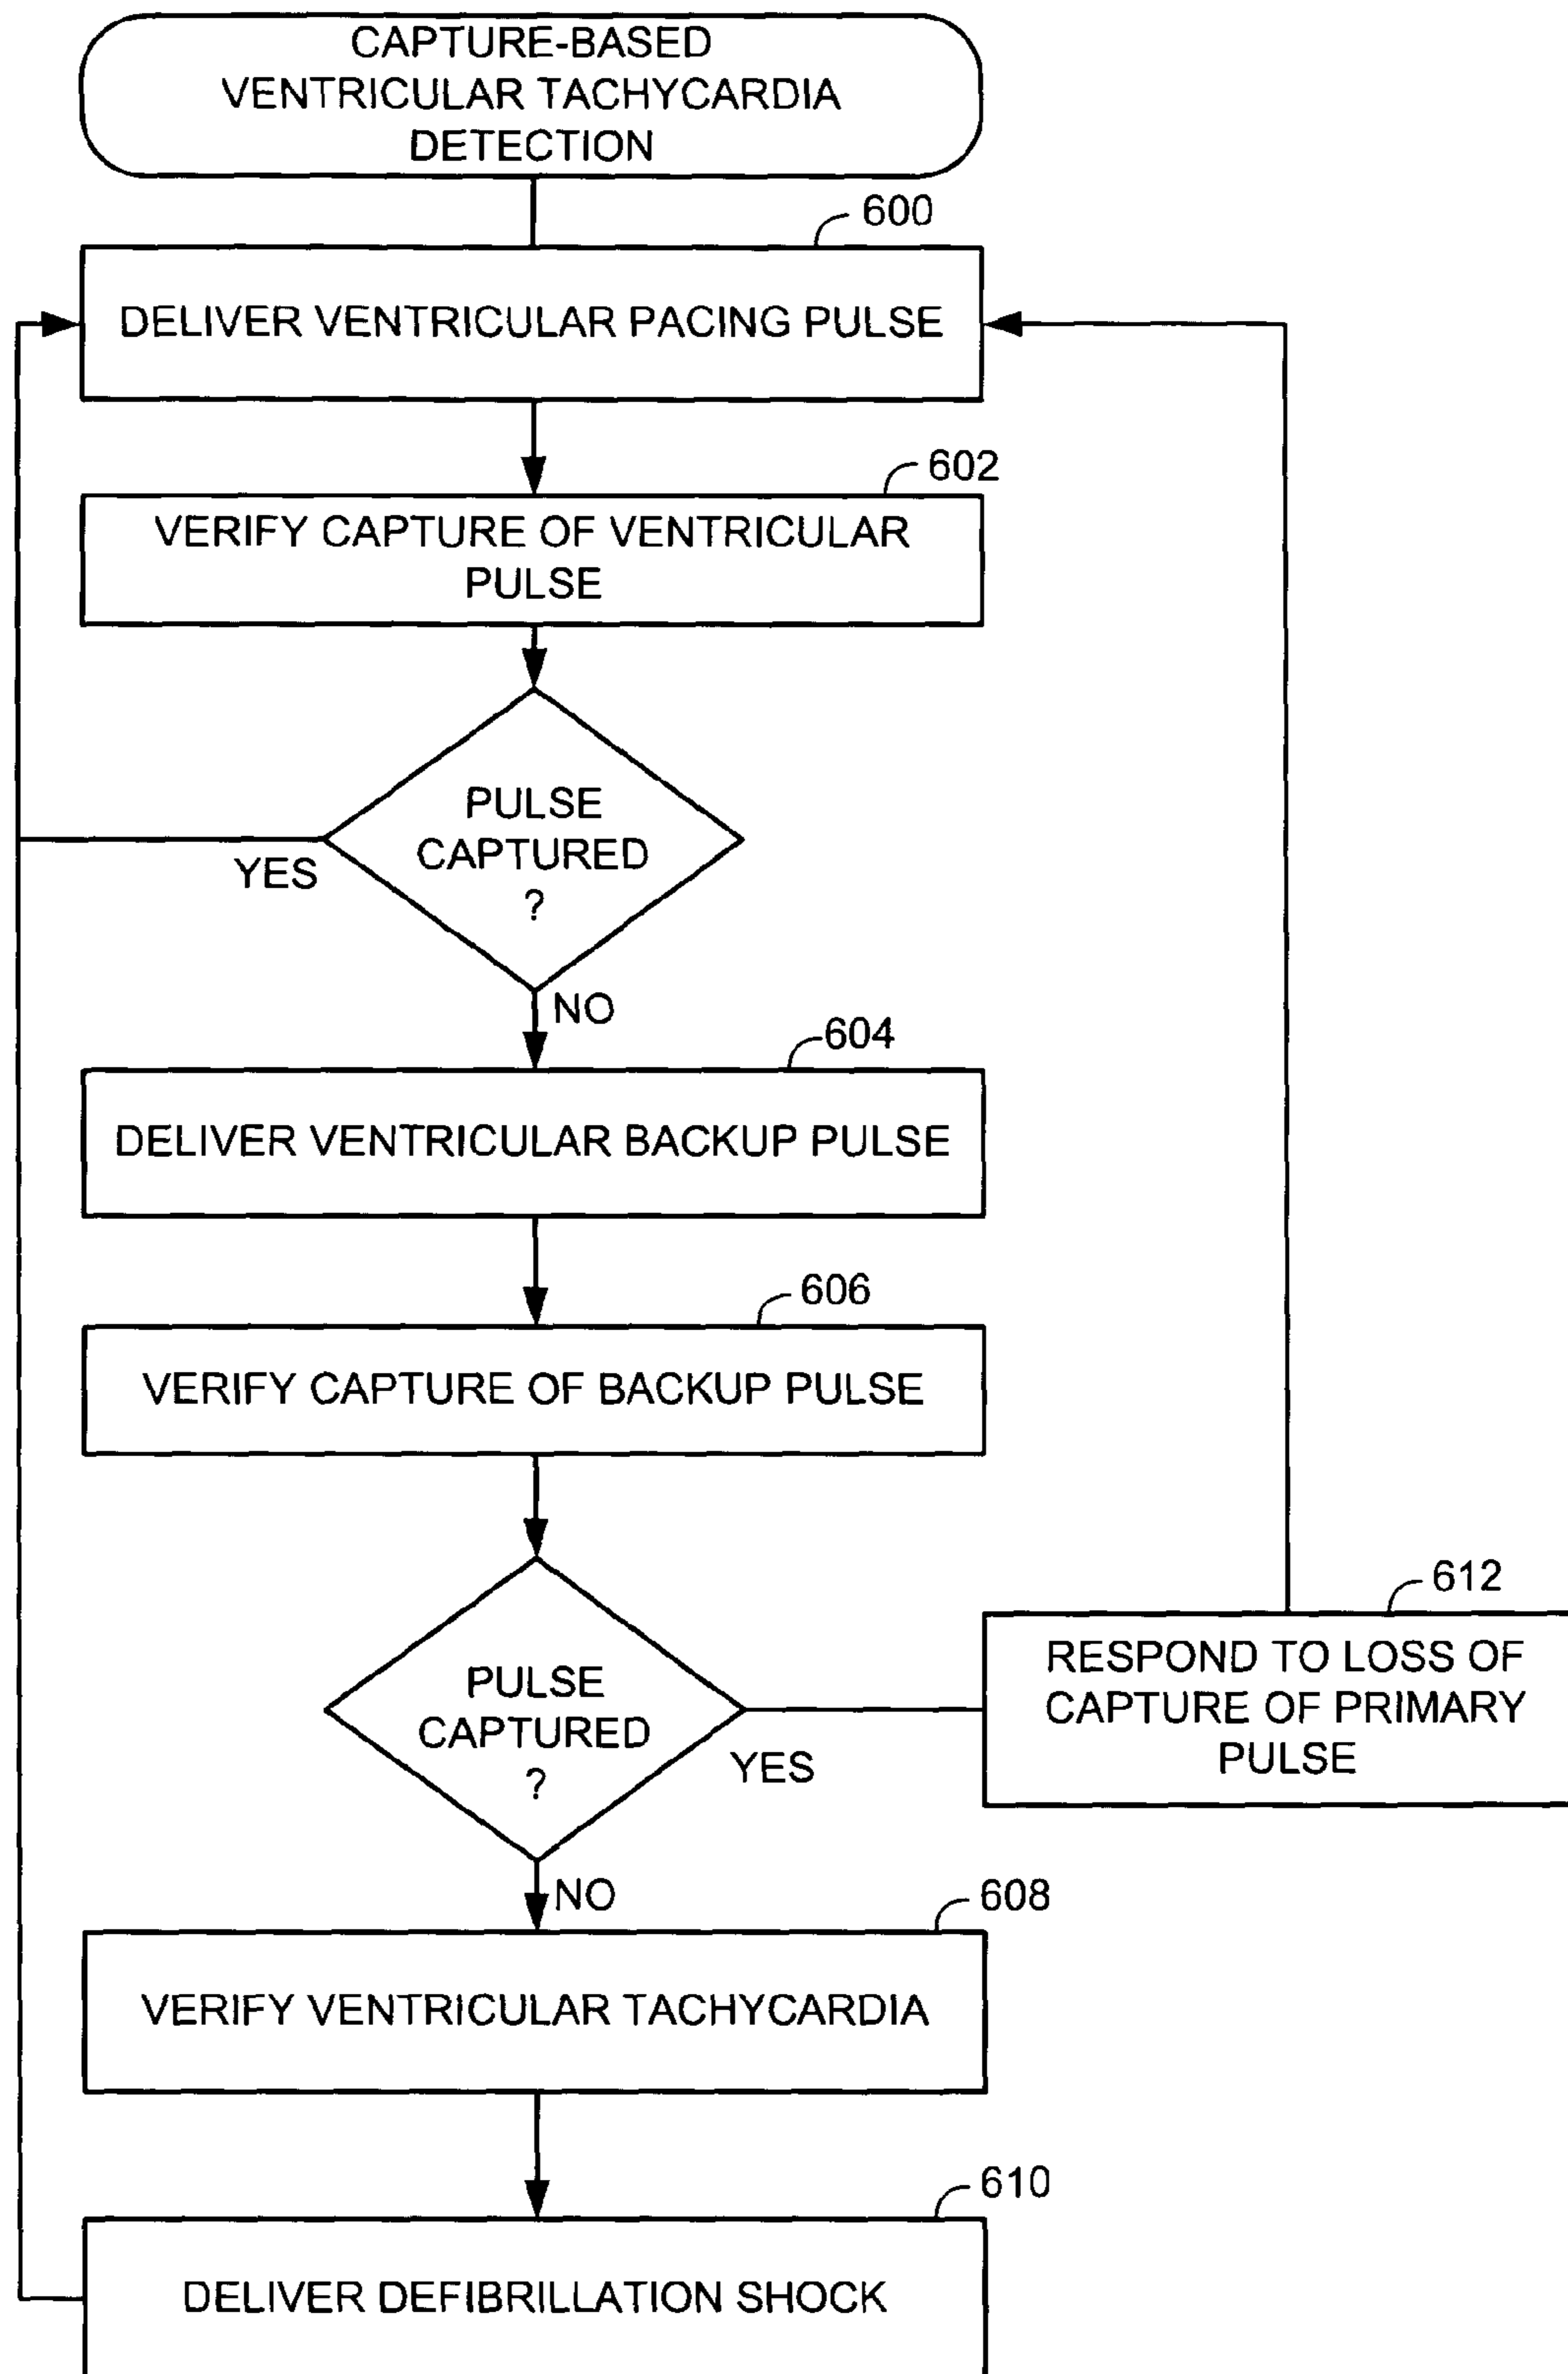 CAPTURE-BASED
VENTRICULAR TACHYCARDIA
DETECTION
600
DELIVER VENTRICULAR PACING PULSE
602
VERIFY CAPTURE OF VENTRICULAR
PULSE
PULSE
CAPTURED
?
YES
NO
604
DELIVER VENTRICULAR BACKUP PULSE
606
VERIFY CAPTURE OF BACKUP PULSE
612
RESPOND TO LOSS OF
CAPTURE OF PRIMARY
PULSE
PULSE
CAPTURED
?
YES
NO
608
VERIFY VENTRICULAR TACHYCARDIA
610
DELIVER DEFIBRILLATION SHOCK